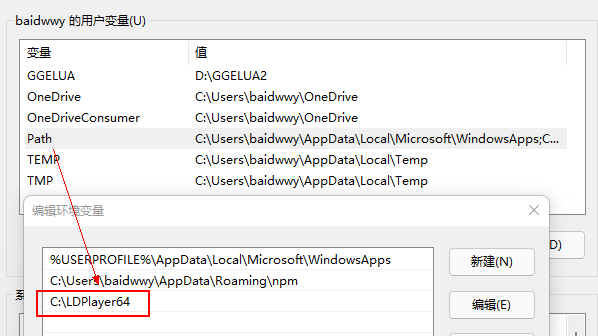 baidwwy 的用户变量(U)
变量 值
GGELUA D:\GGELUA2
OneDrive C:\Users\baidwwy\OneDrive
OneDriveConsumer C:\Users\baidwwy\OneDrive
Path C:\Users\baidwwy\AppData\Local\Microsoft\WindowsApps;C...
TEMP C:\Users\baidwwy\AppData\Local\Temp
TMP C:\Users\baidwwy\AppData\Local\Temp
编辑环境变量
%USERPROFILE%\AppData\Local\Microsoft\WindowsApps
C:\Users\baidwwy\AppData\Roaming\npm
C:\LDPlayer64
新建(N)
编辑(E)
D)